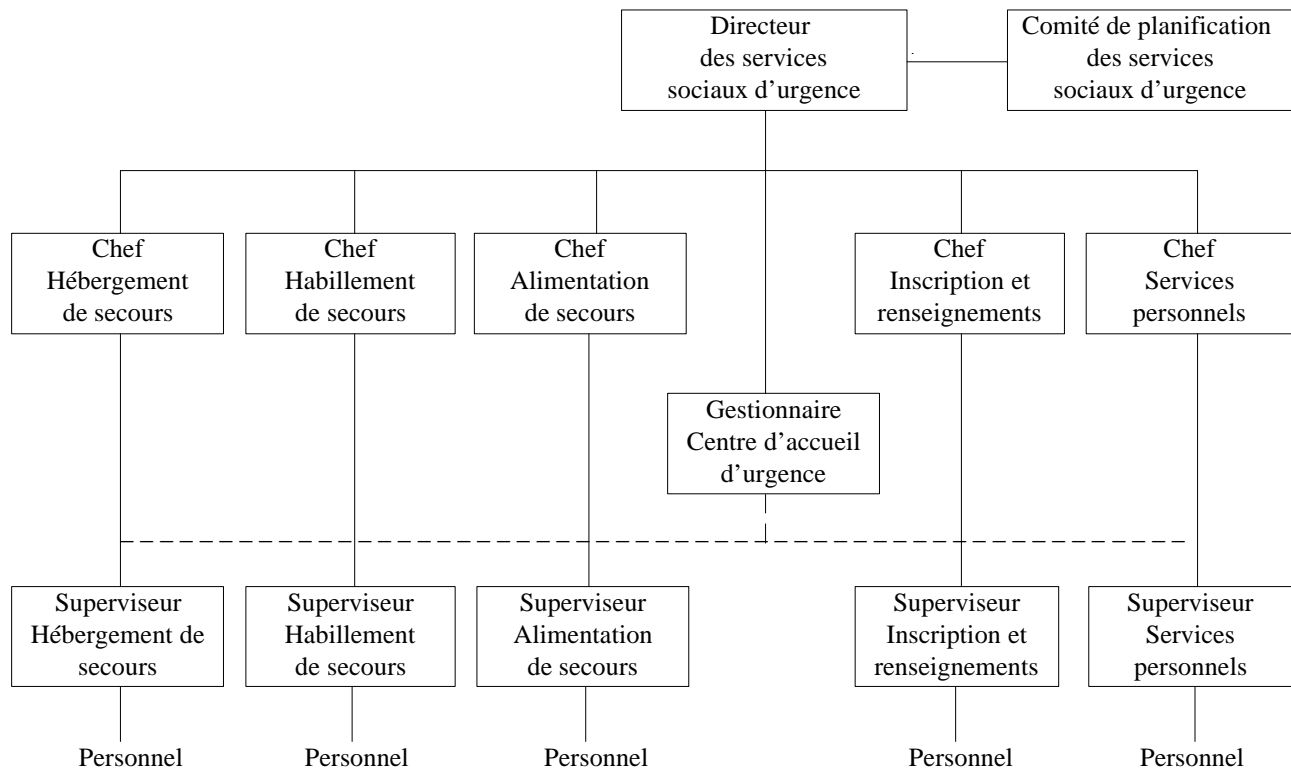 Directeur
des services
sociaux d’urgence
Comité de planification
des services
sociaux d’urgence
Chef
Hébergement
de secours
Chef
Habillement
de secours
Chef
Alimentation
de secours
Chef
Inscription et
renseignements
Chef
Services
personnels
Gestionnaire
Centre d’accueil
d’urgence
Superviseur
Hébergement de
secours
Superviseur
Habillement
de secours
Superviseur
Alimentation
de secours
Superviseur
Inscription et
renseignements
Superviseur
Services
personnels
Personnel
Personnel
Personnel
Personnel
Personnel